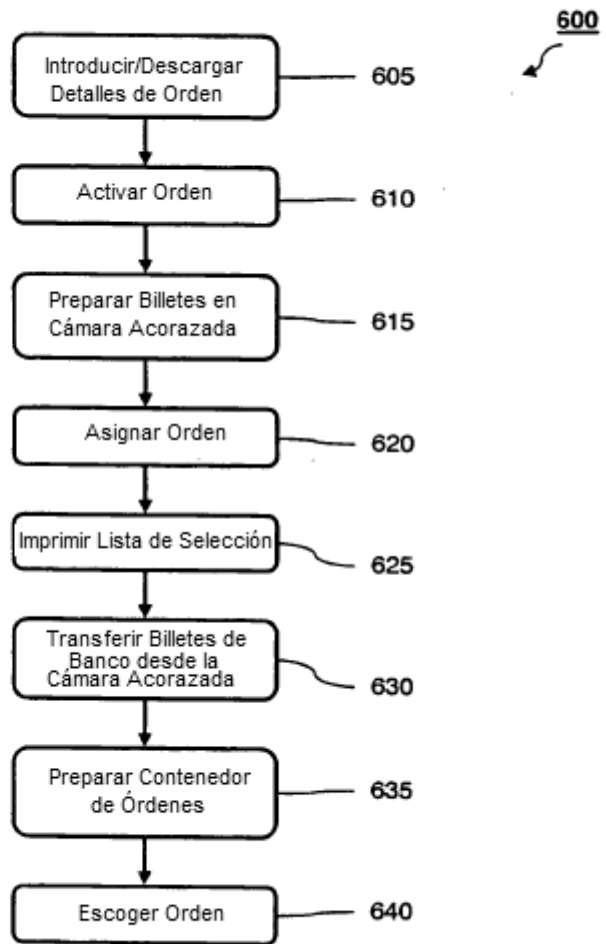 600
Introducir/Descargar
Detalles de Orden
605
Activar Orden
610
Preparar Billetes en
Cámara Acorazada
615
Asignar Orden
620
Imprimir Lista de Selección
625
Transferir Billetes de
Banco desde la
Cámara Acorazada
630
Preparar Contenedor
de Órdenes
635
Escoger Orden
640